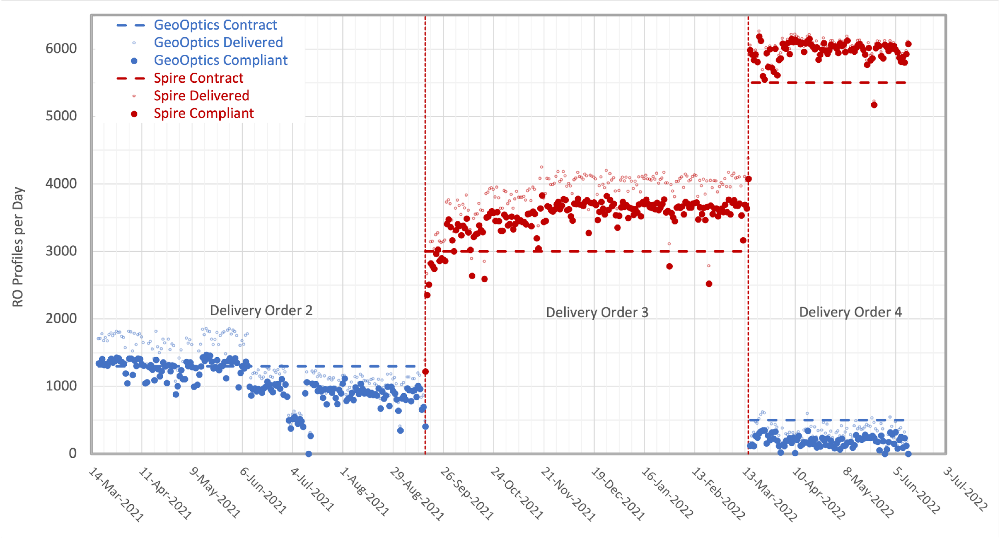 GeoOptics Contract
GeoOptics Delivered
GeoOptics Compliant
Spire Contract
Spire Delivered
Spire Compliant
RO Profiles per Day
6000
5000
4000
3000
2000
1000
0
Delivery Order 2
Delivery Order 3
Delivery Order 4
14-Mar-2021
11-Apr-2021
9-May-2021
6-Jun-2021
4-Jul-2021
1-Aug-2021
29-Aug-2021
26-Sep-2021
24-Oct-2021
21-Nov-2021
19-Dec-2021
16-Jan-2022
13-Feb-2022
13-Mar-2022
10-Apr-2022
8-May-2022
5-Jun-2022
3-Jul-2022